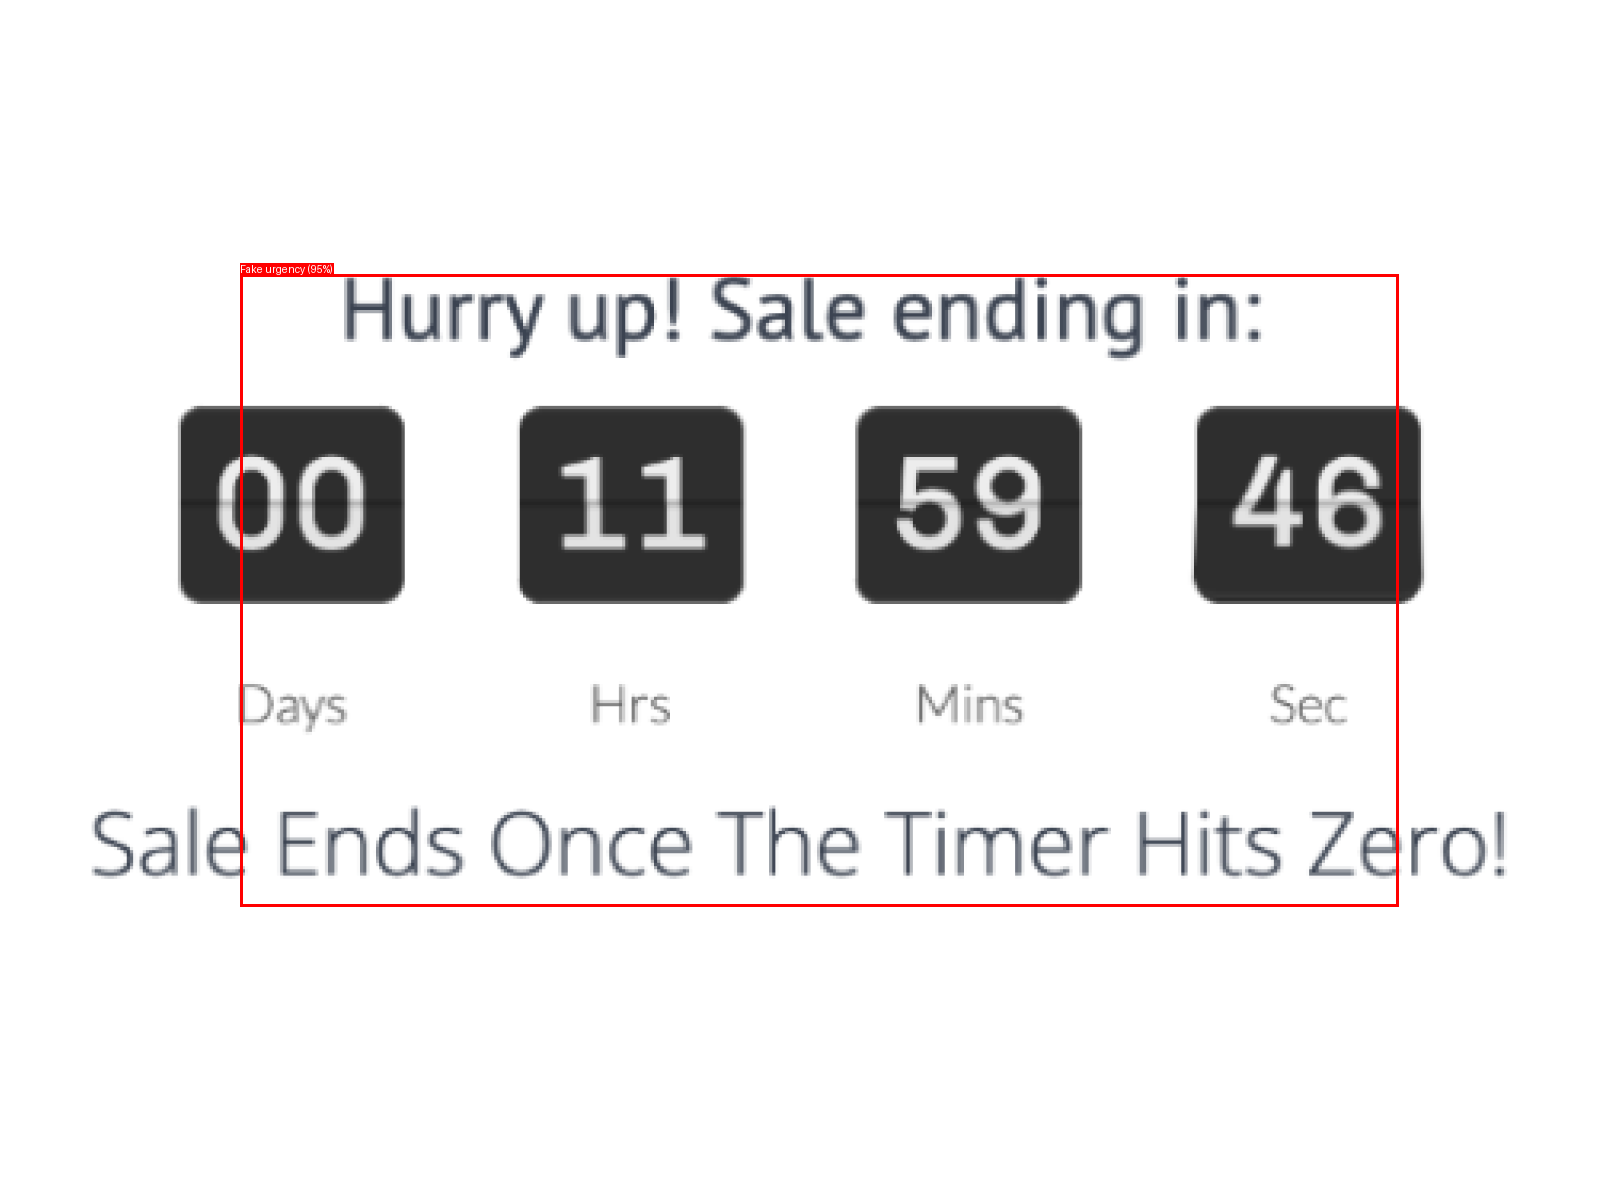 Fake urgency (95%)
Hurry up! Sale ending in:
00 11 59 46
Days Hrs Mins Sec
Sale Ends Once The Timer Hits Zero!